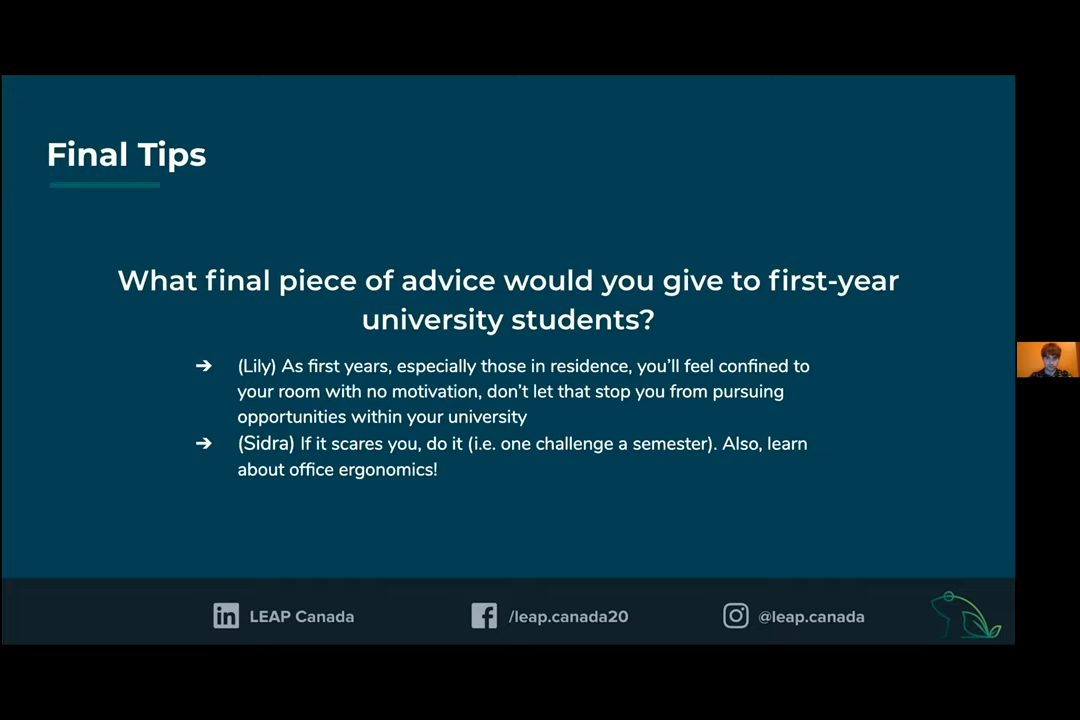 Final Tips
What final piece of advice would you give to first-year
university students?
➔ (Lily) As first years, especially those in residence, you’ll feel confined to
your room with no motivation, don’t let that stop you from pursuing
opportunities within your university
➔ (Sidra) If it scares you, do it (i.e. one challenge a semester). Also, learn
about office ergonomics!
in LEAP Canada
/leap.canada20
@leap.canada